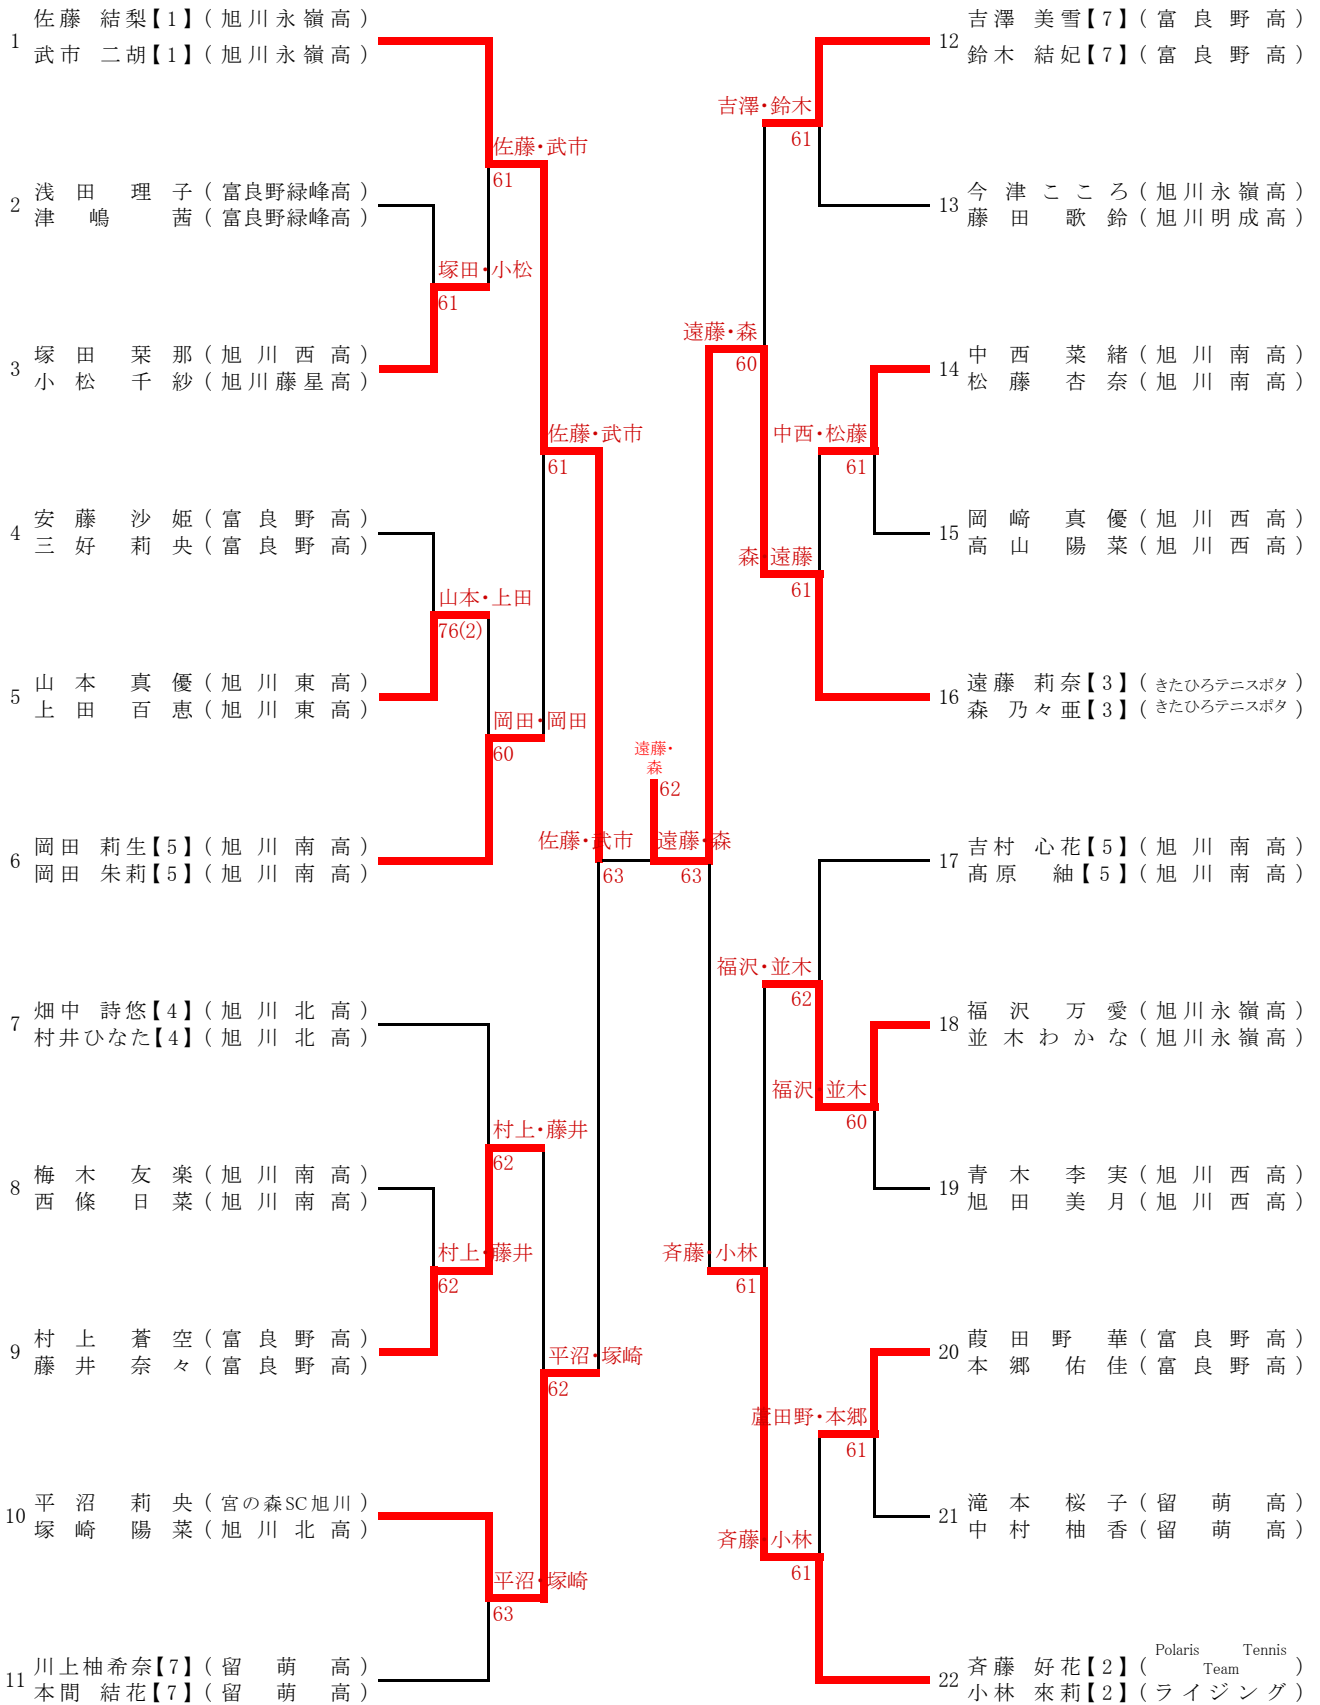 1 佐藤 結梨【1】(旭川永嶺高)
武市 二胡【1】(旭川永嶺高)
佐藤・武市
61
2 浅田 理子(富良野緑峰高)
津嶋 茜(富良野緑峰高)
塚田・小松
61
3 塚田 栞那(旭川西高)
小松 千紗(旭川藤星高)
佐藤・武市
61
4 安藤 沙姫(富良野高)
三好 莉央(富良野高)
山本・上田
76(2)
5 山本 真優(旭川東高)
上田 百恵(旭川東高)
岡田・岡田
60
6 岡田 莉生【5】(旭川南高)
岡田 朱莉【5】(旭川南高)
佐藤・武市
63
7 畑中 詩悠【4】(旭川北高)
村井ひなた【4】(旭川北高)
村上・藤井
62
8 梅木 友楽(旭川南高)
西條 日菜(旭川南高)
村上・藤井
62
9 村上 蒼空(富良野高)
藤井 奈々(富良野高)
平沼・塚崎
62
10 平沼 莉央(宮の森SC旭川)
塚崎 陽菜(旭川北高)
平沼・塚崎
63
11 川上柚希奈【7】(留萌高)
本間 結花【7】(留萌高)
遠藤・
森
62
12 吉澤 美雪【7】(富良野高)
鈴木 結妃【7】(富良野高)
吉澤・鈴木
61
13 今津こころ(旭川永嶺高)
藤田 歌鈴(旭川明成高)
遠藤・森
60
14 中西 菜緒(旭川南高)
松藤 杏奈(旭川南高)
中西・松藤
61
15 岡﨑 真優(旭川西高)
高山 陽菜(旭川西高)
森・遠藤
61
16 遠藤 莉奈【3】(きたひろテニスポタ)
森 乃々亜【3】(きたひろテニスポタ)
遠藤・森
63
17 吉村 心花【5】(旭川南高)
髙原 紬【5】(旭川南高)
福沢・並木
62
18 福沢 万愛(旭川永嶺高)
並木わかな(旭川永嶺高)
福沢・並木
60
19 青木 李実(旭川西高)
旭田 美月(旭川西高)
斉藤・小林
61
20 葭田野 華(富良野高)
本郷 佑佳(富良野高)
蘆田野・本郷
61
21 滝本 桜子(留萌高)
中村 柚香(留萌高)
斉藤・小林
61
22 斉藤 好花【2】(Polaris Tennis Team)
小林 來莉【2】(ライジング)